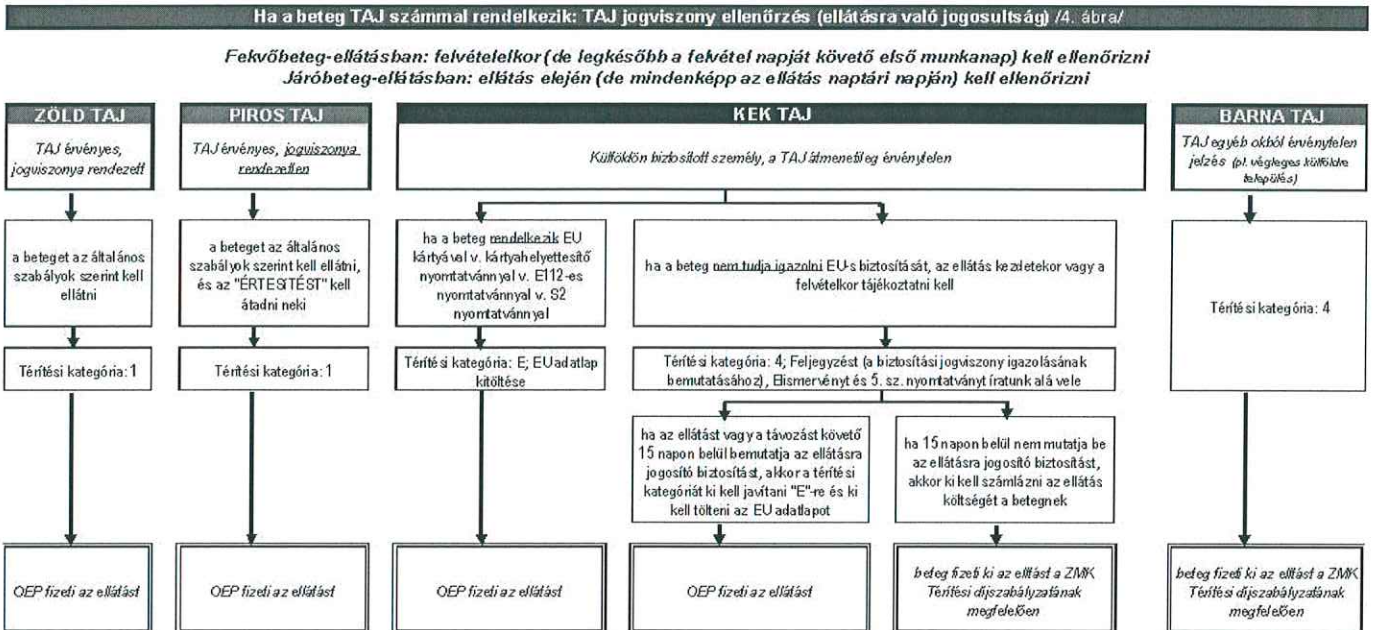 Ha a beteg TAJ számmal rendelkezik: TAJ jogviszony ellenőrzés (ellátásra való jogosultság) /4. ábra/
Fekvőbeteg-ellátásban: felvételelkor (de legkésőbb a felvétel napját követő első munkanap) kell ellenőrizni
Járóbeteg-ellátásban: ellátás elején (de mindenképp az ellátás naptári napján) kell ellenőrizni
ZÖLD TAJ
TAJ érvényes,
jogviszonya rendezett
a beteget az általános
szabályok szerint kell
ellátni
Térítési kategória: 1
OEP fizeti az ellátást
PIROS TAJ
TAJ érvényes, jogviszonya
rendezetlen
a beteget az általános
szabályok szerint kell ellátni,
és az "ÉRTESÍTÉST" kell
átadni neki
Térítési kategória: 1
OEP fizeti az ellátást
KÉK TAJ
Külföldön biztosított személy, a TAJ átmenetileg érvénytelen
ha a beteg rendelkezik EU
kártyával v. kártyahelyettesítő
nyomtatvánnyal v. E112-es
nyomtatvánnyal v. S2
nyomtatvánnyal
Térítési kategória: E; EU adatlap
kitöltése
OEP fizeti az ellátást
ha a beteg nem tudja igazolni EU-s biztosítását, az ellátás kezdetekor vagy a
felvételkor tájékoztatni kell
Térítési kategória: 4; Feljegyzést (a biztosítási jogviszony igazolásának
bemutatásához), Elismervényt és 5. sz. nyomtatványt íratunk alá vele
ha az ellátást vagy a távozást követő
15 napon belül bemutatja az ellátásra
jogosító biztosítást, akkor a térítési
kategóriát ki kell javítani "E"-re és ki
kell tölteni az EU adatlapot
OEP fizeti az ellátást
ha 15 napon belül nem mutatja be
az ellátásra jogosító biztosítást,
akkor ki kell számlázni az ellátás
költségét a betegnek
beteg fizeti ki az elltást a ZMK
Térítési díjszabályzatának
megfelelően
BARNA TAJ
TAJ egyéb okból érvénytelen
jelzés (pl. végleges külföldre
település)
Térítési kategória: 4
beteg fizeti ki az elltást a ZMK
Térítési díjszabályzatának
megfelelően